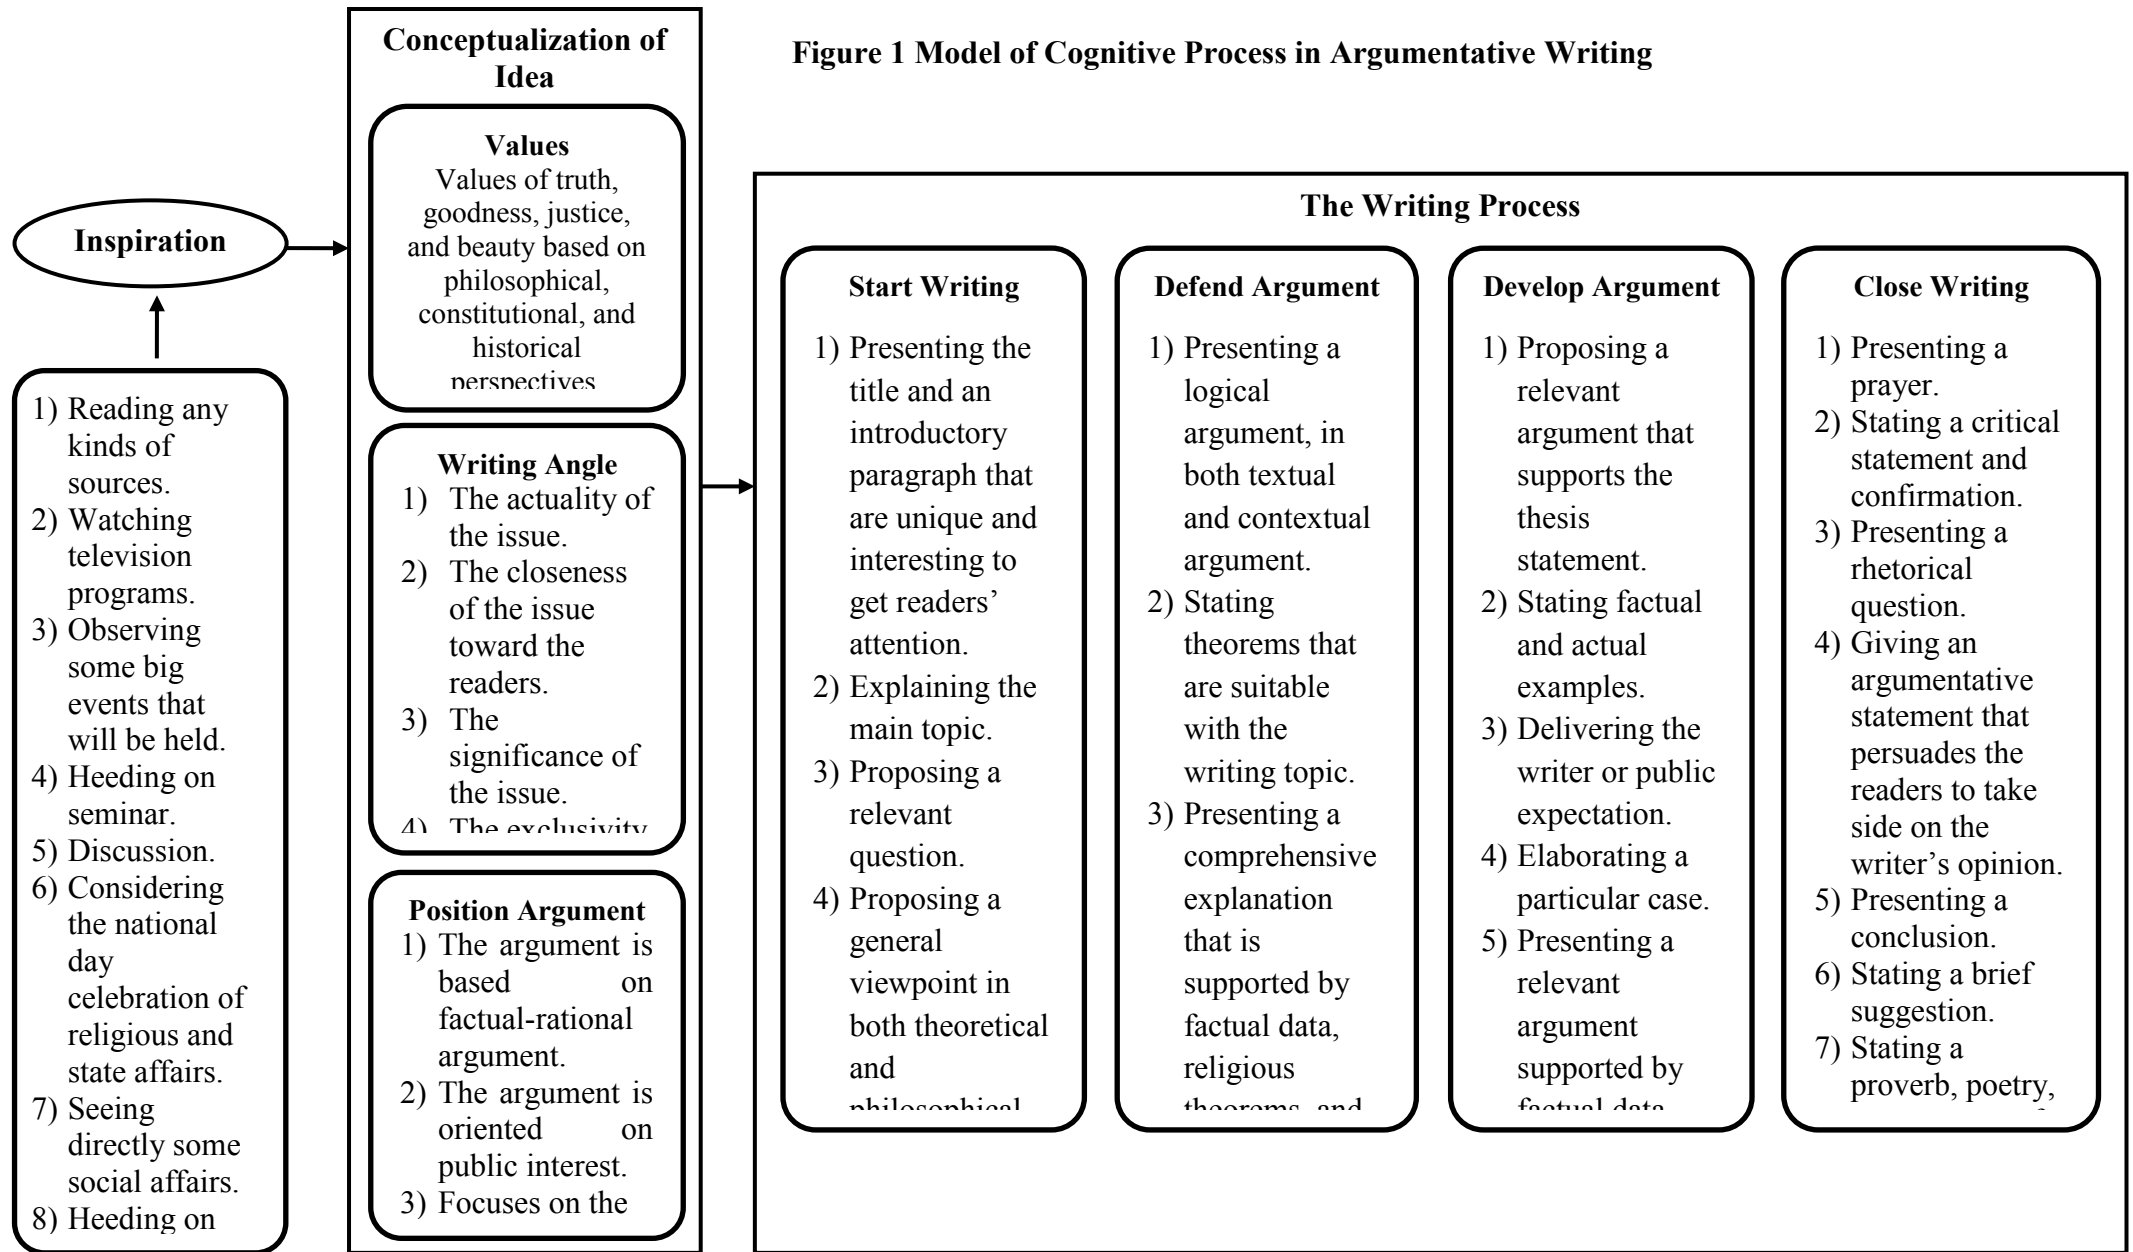 Figure 1 Model of Cognitive Process in Argumentative Writing
Inspiration
1) Reading any
kinds of
sources.
2) Watching
television
programs.
3) Observing
some big
events that
will be held.
4) Heeding on
seminar.
5) Discussion.
6) Considering
the national
day
celebration of
religious and
state affairs.
7) Seeing
directly some
social affairs.
8) Heeding on
Conceptualization of
Idea
Values
Values of truth,
goodness, justice,
and beauty based on
philosophical,
constitutional, and
historical
perspectives
Writing Angle
1) The actuality of
the issue.
2) The closeness
of the issue
toward the
readers.
3) The
significance of
the issue.
4) The exclusivity
Position Argument
1) The argument is
based on
factual-rational
argument.
2) The argument is
oriented on
public interest.
3) Focuses on the
The Writing Process
Start Writing
1) Presenting the
title and an
introductory
paragraph that
are unique and
interesting to
get readers’
attention.
2) Explaining the
main topic.
3) Proposing a
relevant
question.
4) Proposing a
general
viewpoint in
both theoretical
and
philosophical
Defend Argument
1) Presenting a
logical
argument, in
both textual
and contextual
argument.
2) Stating
theorems that
are suitable
with the
writing topic.
3) Presenting a
comprehensive
explanation
that is
supported by
factual data,
religious
theorems, and
Develop Argument
1) Proposing a
relevant
argument that
supports the
thesis
statement.
2) Stating factual
and actual
examples.
3) Delivering the
writer or public
expectation.
4) Elaborating a
particular case.
5) Presenting a
relevant
argument
supported by
factual data
Close Writing
1) Presenting a
prayer.
2) Stating a critical
statement and
confirmation.
3) Presenting a
rhetorical
question.
4) Giving an
argumentative
statement that
persuades the
readers to take
side on the
writer’s opinion.
5) Presenting a
conclusion.
6) Stating a brief
suggestion.
7) Stating a
proverb, poetry,